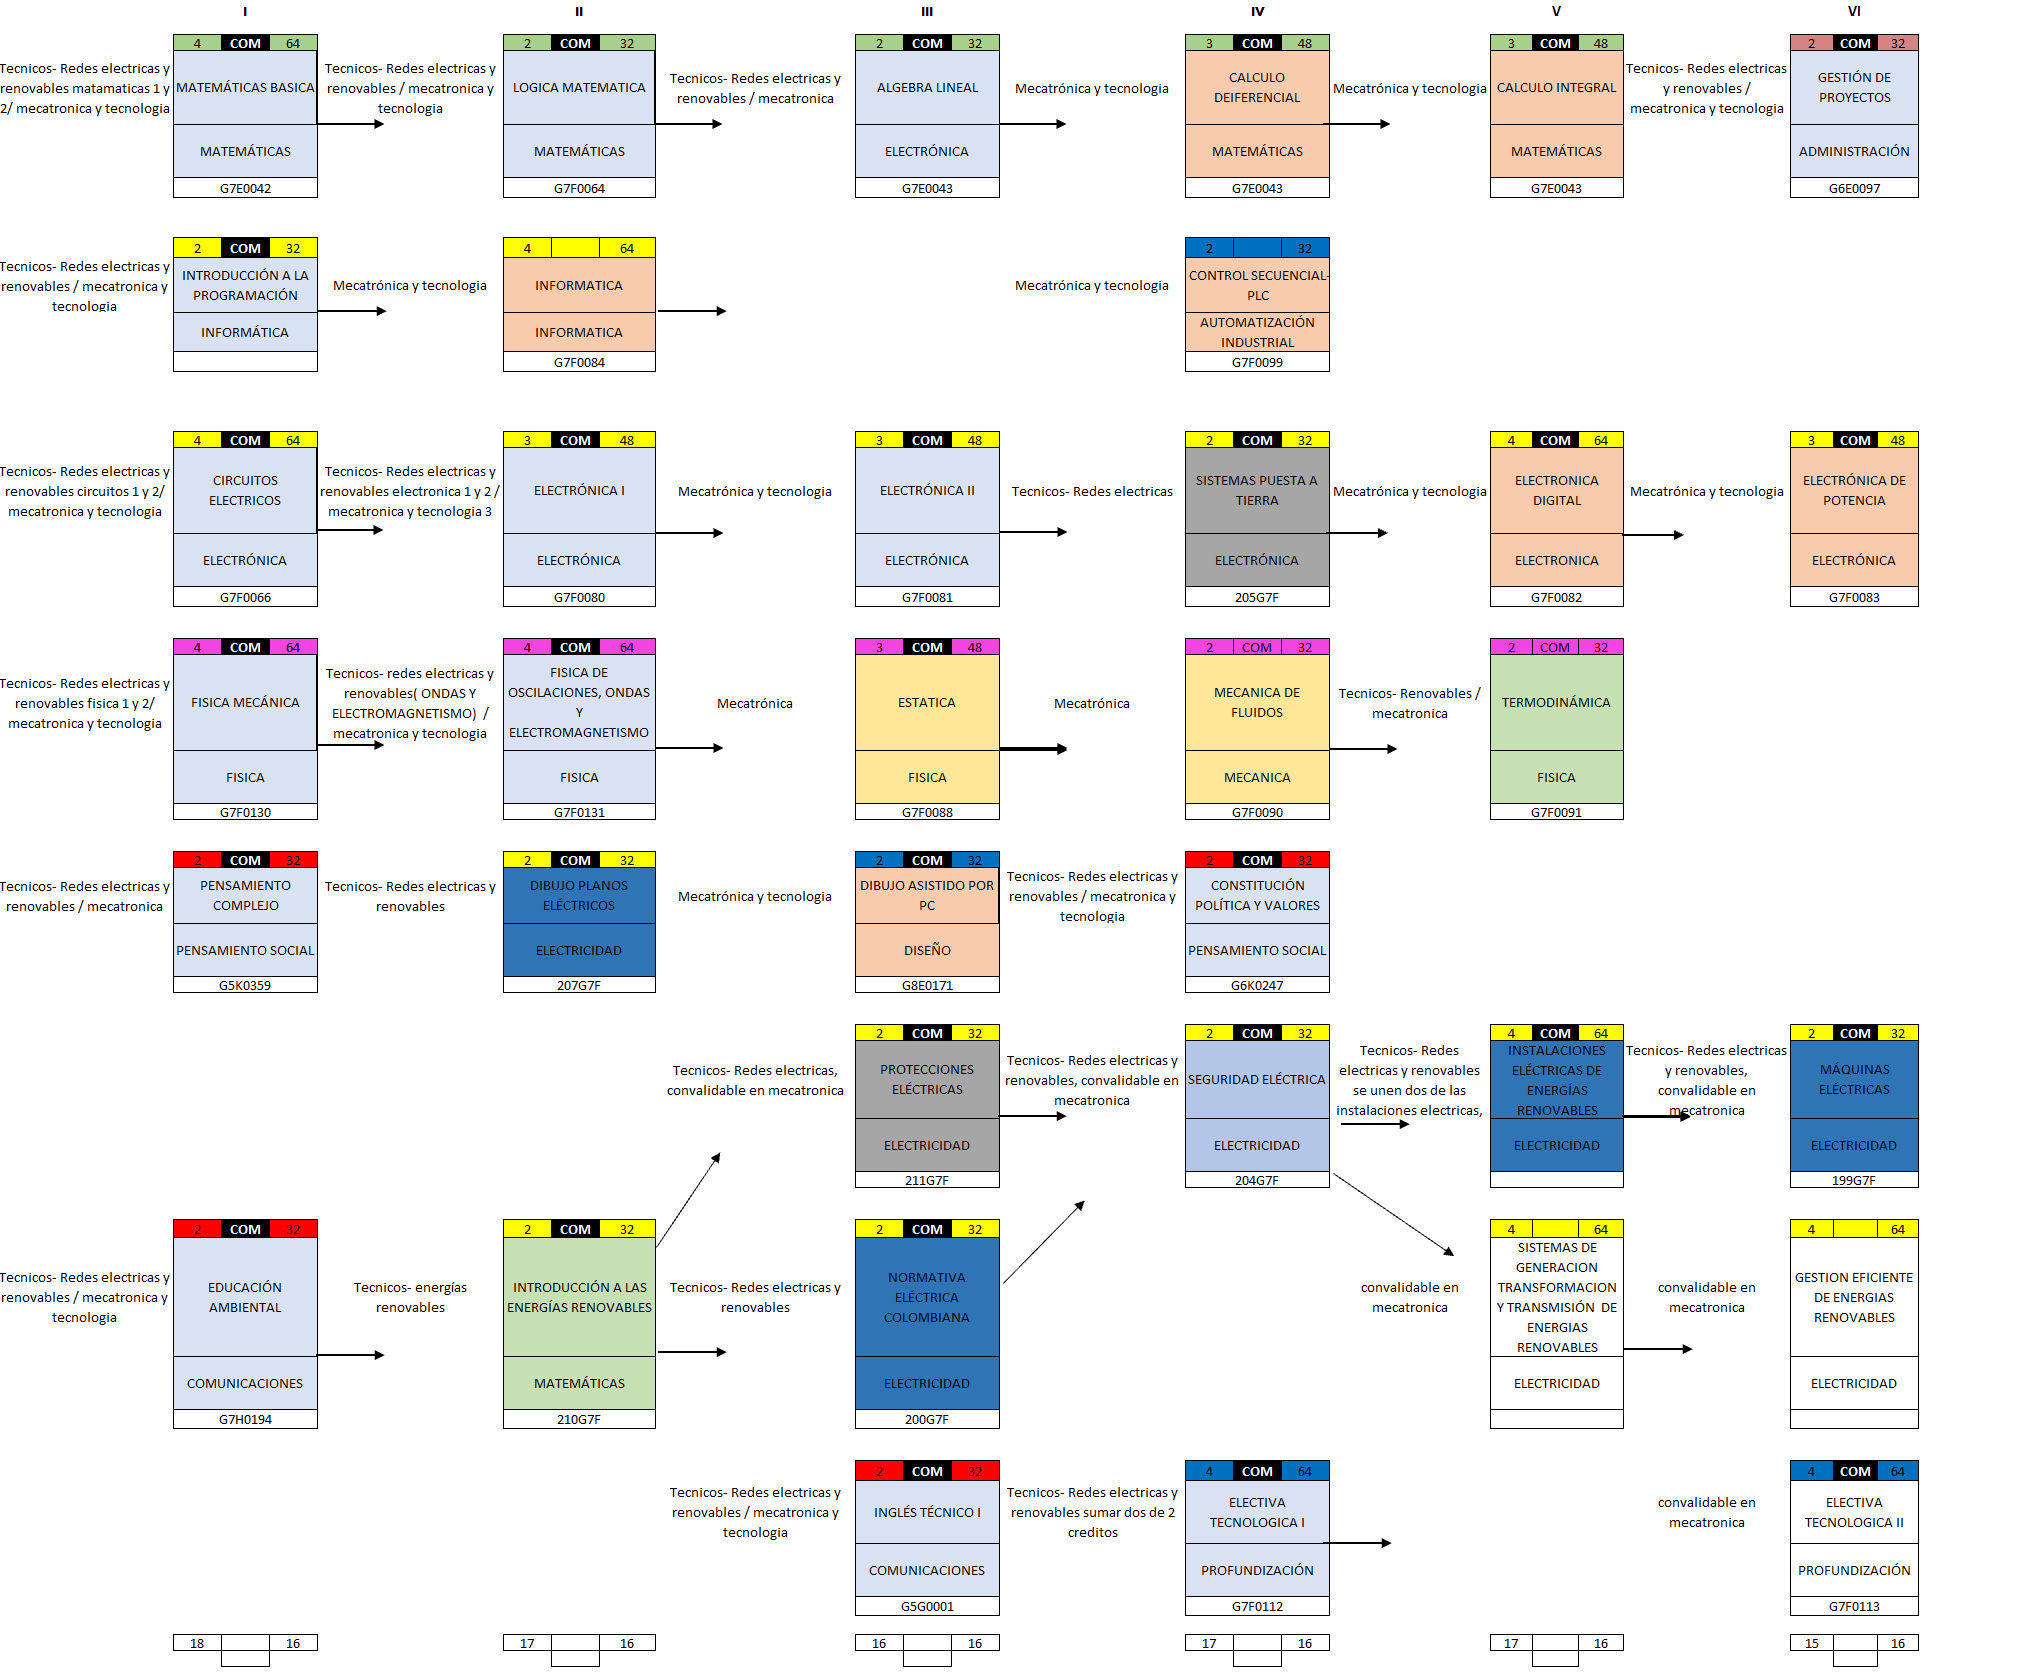 I II III IV V VI
4 COM 64 2 COM 32 2 COM 32 3 COM 48 3 COM 48 2 COM 32
Tecnicos- Redes electricas y
renovables matamaticas 1 y
2/ mecatronica y tecnologia
MATEMÁTICAS BASICA
MATEMÁTICAS
G7E0042
Tecnicos- Redes electricas y
renovables / mecatronica y
tecnologia
LOGICA MATEMATICA
MATEMÁTICAS
G7F0064
Tecnicos- Redes electricas y
renovables / mecatronica
ALGEBRA LINEAL
ELECTRÓNICA
G7E0043
Mecatrónica y tecnologia
CALCULO
DEIFERENCIAL
MATEMÁTICAS
G7E0043
Mecatrónica y tecnologia
CALCULO INTEGRAL
MATEMÁTICAS
G7E0043
Tecnicos- Redes electricas
y renovables /
mecatronica y tecnologia
GESTIÓN DE
PROYECTOS
ADMINISTRACIÓN
G6E0097
2 COM 32 4 64 2 32
Tecnicos- Redes electricas y
renovables / mecatronica y
tecnologia
INTRODUCCIÓN A LA
PROGRAMACIÓN
INFORMÁTICA
Mecatrónica y tecnologia
INFORMATICA
INFORMATICA
G7F0084
Mecatrónica y tecnologia
CONTROL SECUENCIAL-
PLC
AUTOMATIZACIÓN
INDUSTRIAL
G7F0099
4 COM 64 3 COM 48 3 COM 48 2 COM 32 4 COM 64 3 COM 48
Tecnicos- Redes electricas y
renovables circuitos 1 y 2/
mecatronica y tecnologia
CIRCUITOS
ELECTRICOS
ELECTRÓNICA
G7F0066
Tecnicos- Redes electricas y
renovables electronica 1 y 2 /
mecatronica y tecnologia 3
ELECTRÓNICA I
ELECTRÓNICA
G7F0080
Mecatrónica y tecnologia
ELECTRÓNICA II
ELECTRÓNICA
G7F0081
Tecnicos- Redes electricas
SISTEMAS PUESTA A
TIERRA
ELECTRÓNICA
205G7F
Mecatrónica y tecnologia
ELECTRONICA
DIGITAL
ELECTRONICA
G7F0082
Mecatrónica y tecnologia
ELECTRÓNICA DE
POTENCIA
ELECTRÓNICA
G7F0083
4 COM 64 4 COM 64 3 COM 48 2 COM 32 2 COM 32
Tecnicos- Redes electricas y
renovables fisica 1 y 2/
mecatronica y tecnologia
FISICA MECÁNICA
FISICA
G7F0130
Tecnicos- redes electricas y
renovables( ONDAS Y
ELECTROMAGNETISMO) /
mecatronica y tecnologia
FISICA DE
OSCILACIONES, ONDAS
Y
ELECTROMAGNETISMO
FISICA
G7F0131
Mecatrónica
ESTATICA
FISICA
G7F0088
Mecatrónica
MECANICA DE
FLUIDOS
MECANICA
G7F0090
Tecnicos- Renovables /
mecatronica
TERMODINÁMICA
FISICA
G7F0091
2 COM 32 2 COM 32 2 COM 32 2 COM 32
Tecnicos- Redes electricas y
renovables / mecatronica
PENSAMIENTO
COMPLEJO
PENSAMIENTO SOCIAL
G5K0359
Tecnicos- Redes electricas y
renovables
DIBUJO PLANOS
ELÉCTRICOS
ELECTRICIDAD
207G7F
Mecatrónica y tecnologia
DIBUJO ASISTIDO POR
PC
DISEÑO
G8E0171
Tecnicos- Redes electricas y
renovables / mecatronica y
tecnologia
CONSTITUCIÓN
POLÍTICA Y VALORES
PENSAMIENTO SOCIAL
G6K0247
2 COM 32 2 COM 32 4 COM 64 2 COM 32
Tecnicos- Redes electricas,
convalidable en mecatronica
PROTECCIONES
ELÉCTRICAS
ELECTRICIDAD
211G7F
Tecnicos- Redes electricas y
renovables, convalidable en
mecatronica
SEGURIDAD ELÉCTRICA
ELECTRICIDAD
204G7F
Tecnicos- Redes
electricas y renovables
se unen dos de las
instalaciones electricas,
INSTALACIONES
ELÉCTRICAS DE
ENERGÍAS
RENOVABLES
ELECTRICIDAD
Tecnicos- Redes electricas
y renovables,
convalidable en
mecatronica
MÁQUINAS
ELÉCTRICAS
ELECTRICIDAD
199G7F
2 COM 32 2 COM 32 2 COM 32 4 64 4 64
Tecnicos- Redes electricas y
renovables / mecatronica y
tecnologia
EDUCACIÓN
AMBIENTAL
COMUNICACIONES
G7H0194
Tecnicos- energías
renovables
INTRODUCCIÓN A LAS
ENERGÍAS RENOVABLES
MATEMÁTICAS
210G7F
Tecnicos- Redes electricas y
renovables
NORMATIVA
ELÉCTRICA
COLOMBIANA
ELECTRICIDAD
200G7F
convalidable en
mecatronica
SISTEMAS DE
GENERACION
TRANSFORMACION
Y TRANSMISIÓN DE
ENERGIAS
RENOVABLES
ELECTRICIDAD
convalidable en
mecatronica
GESTION EFICIENTE
DE ENERGIAS
RENOVABLES
ELECTRICIDAD
2 COM 32 4 COM 64 4 COM 64
Tecnicos- Redes electricas y
renovables / mecatronica y
tecnologia
INGLÉS TÉCNICO I
COMUNICACIONES
G5G0001
Tecnicos- Redes electricas y
renovables sumar dos de 2
creditos
ELECTIVA
TECNOLOGICA I
PROFUNDIZACIÓN
G7F0112
convalidable en
mecatronica
ELECTIVA
TECNOLOGICA II
PROFUNDIZACIÓN
G7F0113
18 16 17 16 16 16 17 16 17 16 15 16